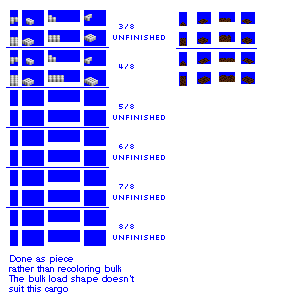 3/8
UNFINISHED
4/8
5/8
UNFINISHED
6/8
UNFINISHED
7/8
UNFINISHED
8/8
UNFINISHED
Done as piece
rather than recoloring bulk
The bulk load shape doesn't
suit this cargo